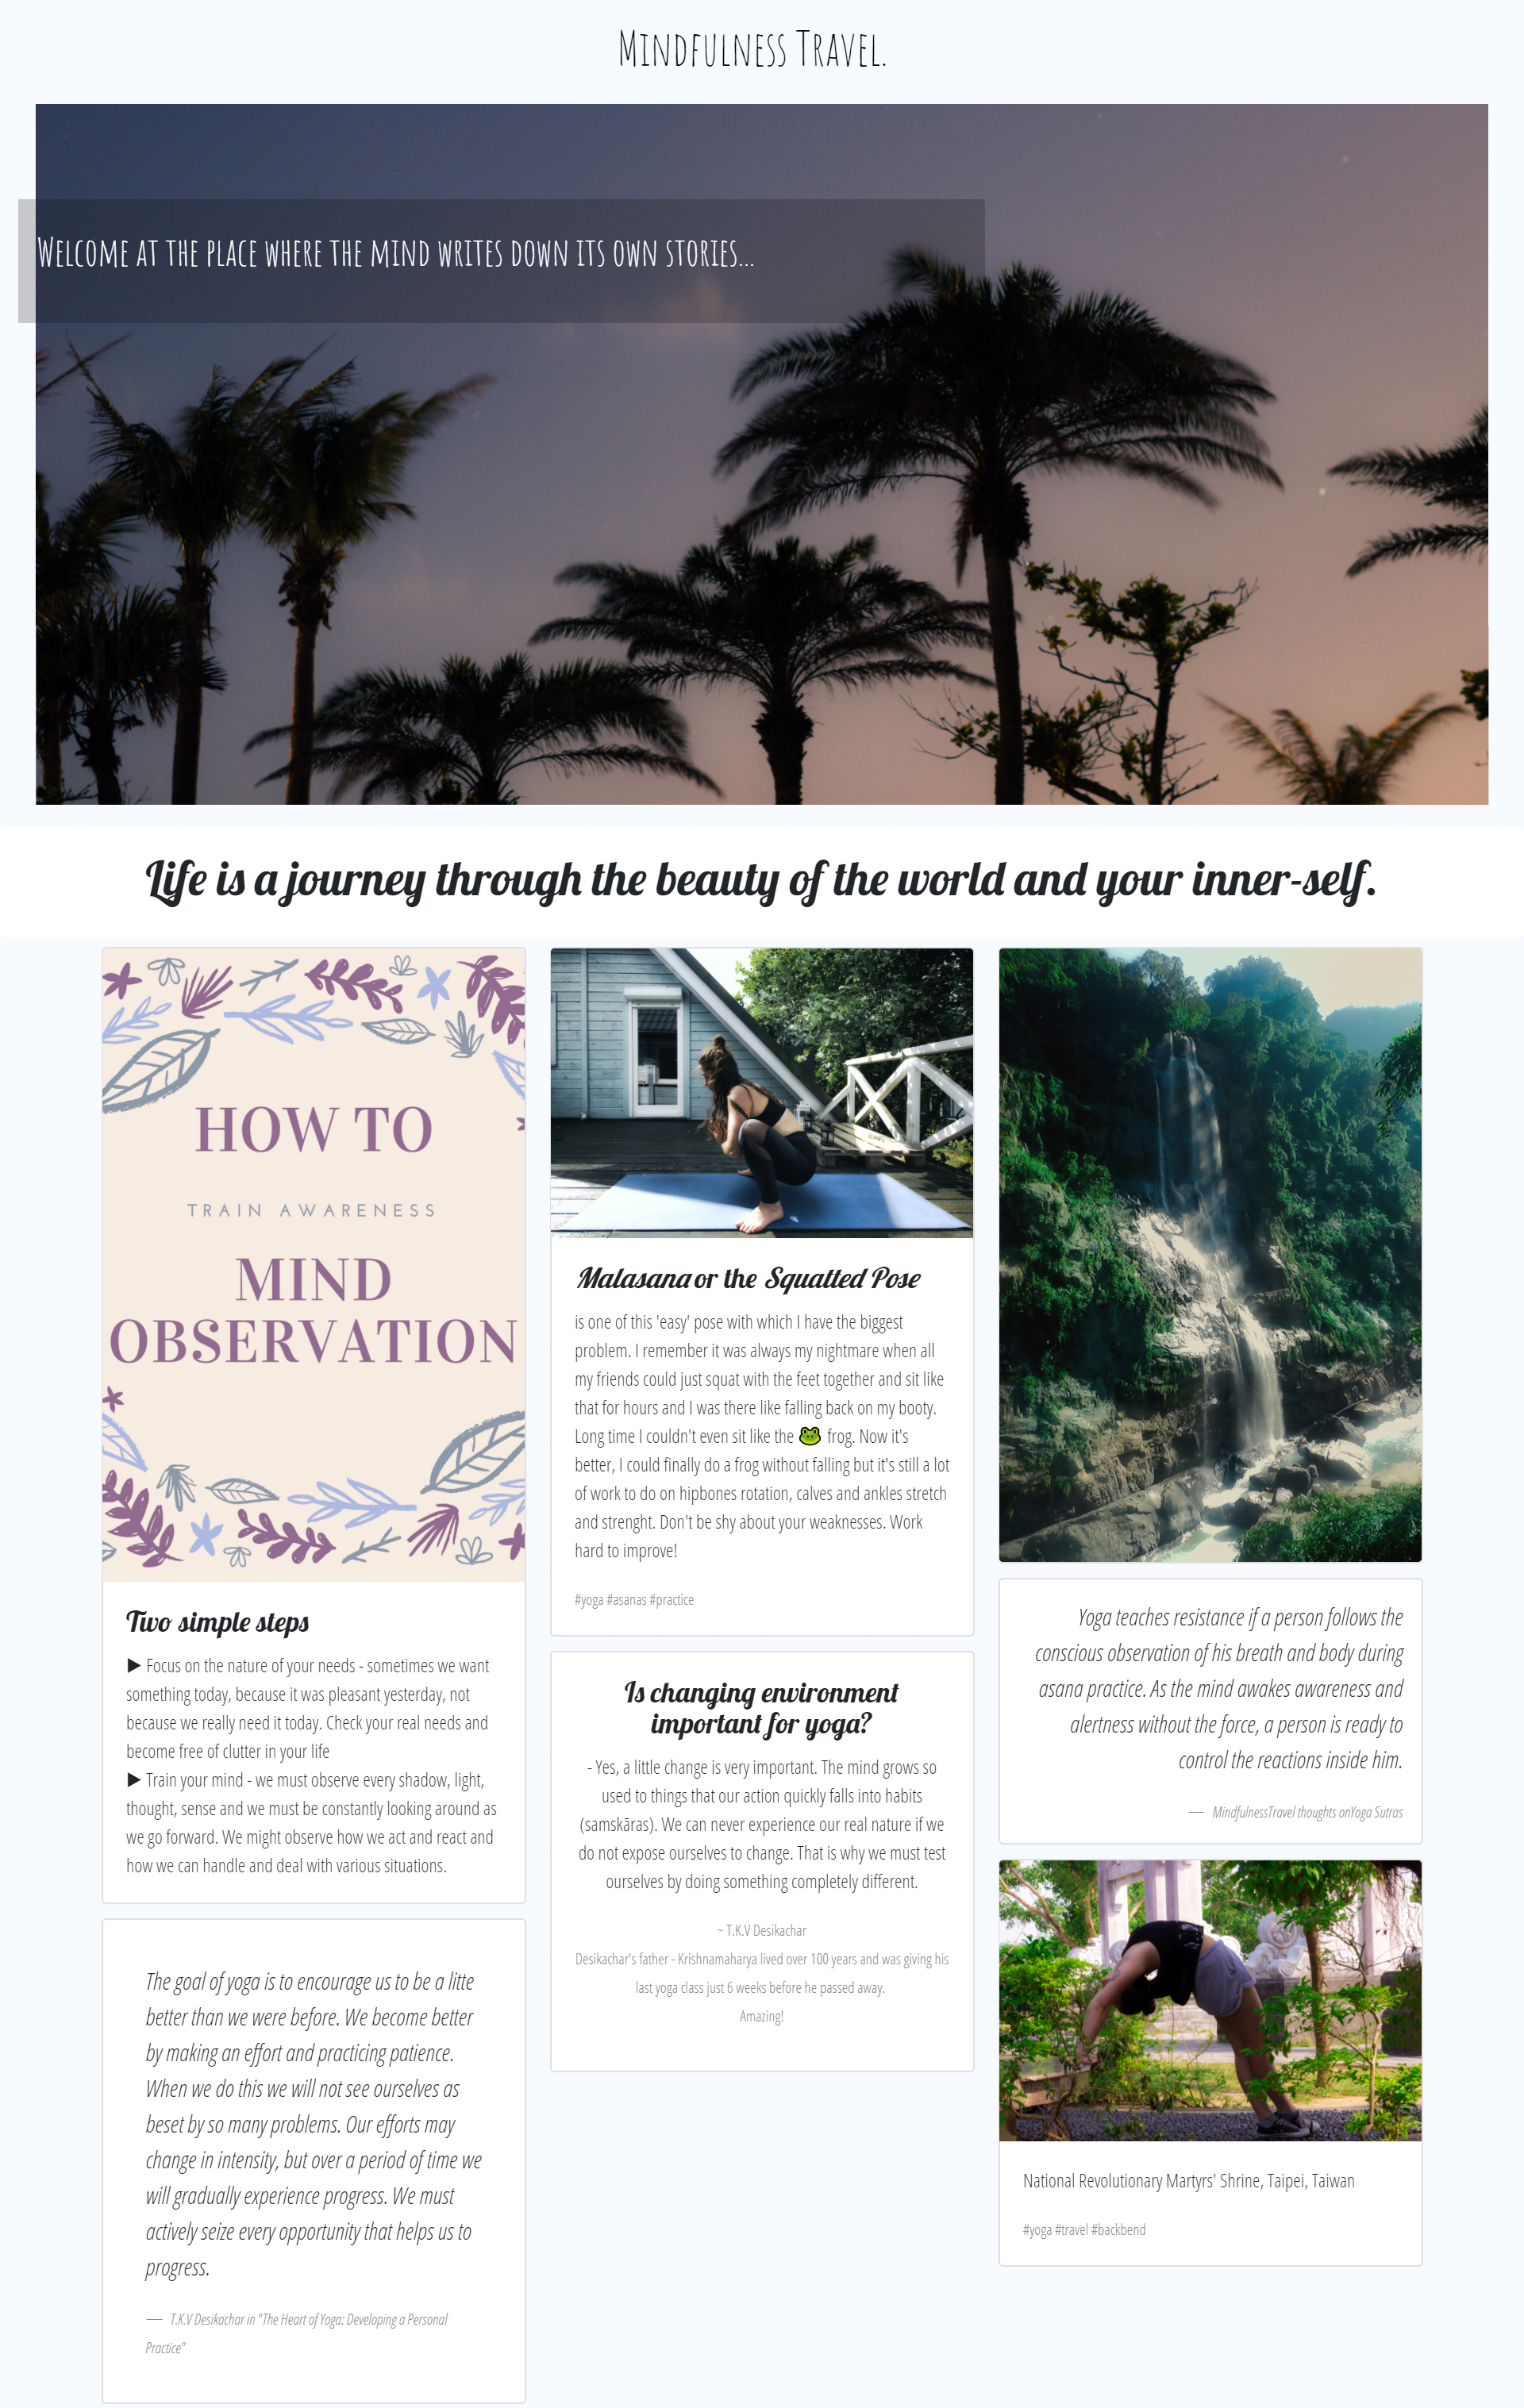 Mindfulness Travel.
Welcome at the place where the mind writes down its own stories...
Life is a journey through the beauty of the world and your inner-self.
HOW TO
TRAIN AWARENESS
MIND
OBSERVATION
Two simple steps
▶ Focus on the nature of your needs - sometimes we want
something today, because it was pleasant yesterday, not
because we really need it today. Check your real needs and
become free of clutter in your life
▶ Train your mind - we must observe every shadow, light,
thought, sense and we must be constantly looking around as
we go forward. We might observe how we act and react and
how we can handle and deal with various situations.
The goal of yoga is to encourage us to be a litte
better than we were before. We become better
by making an effort and practicing patience.
When we do this we will not see ourselves as
beset by so many problems. Our efforts may
change in intensity, but over a period of time we
will gradually experience progress. We must
actively seize every opportunity that helps us to
progress.
— T.K.V Desikachar in "The Heart of Yoga: Developing a Personal
Practice"
Malasana or the Squatted Pose
is one of this 'easy' pose with which I have the biggest
problem. I remember it was always my nightmare when all
my friends could just squat with the feet together and sit like
that for hours and I was there like falling back on my booty.
Long time I couldn't even sit like the 🐸 frog. Now it's
better, I could finally do a frog without falling but it's still a lot
of work to do on hipbones rotation, calves and ankles stretch
and strenght. Don't be shy about your weaknesses. Work
hard to improve!
#yoga #asanas #practice
Is changing environment
important for yoga?
- Yes, a little change is very important. The mind grows so
used to things that our action quickly falls into habits
(samskāras). We can never experience our real nature if we
do not expose ourselves to change. That is why we must test
ourselves by doing something completely different.
~ T.K.V Desikachar
Desikachar's father - Krishnamaharya lived over 100 years and was giving his
last yoga class just 6 weeks before he passed away.
Amazing!
Yoga teaches resistance if a person follows the
conscious observation of his breath and body during
asana practice. As the mind awakes awareness and
alertness without the force, a person is ready to
control the reactions inside him.
— MindfulnessTravel thoughts onYoga Sutras
National Revolutionary Martyrs' Shrine, Taipei, Taiwan
#yoga #travel #backbend